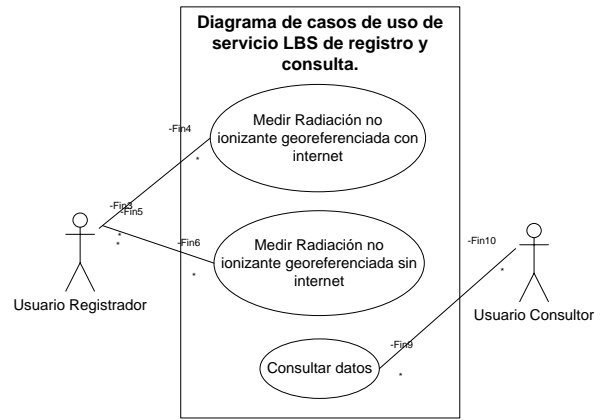 Diagrama de casos de uso de
servicio LBS de registro y
consulta.
Medir Radiación no
ionizante georeferenciada con
internet
-Fin4
*
-Fin3
-Fin5
*
*
-Fin6
*
Medir Radiación no
ionizante georeferenciada sin
internet
-Fin10
*
Usuario Registrador
Usuario Consultor
-Fin9
*
Consultar datos